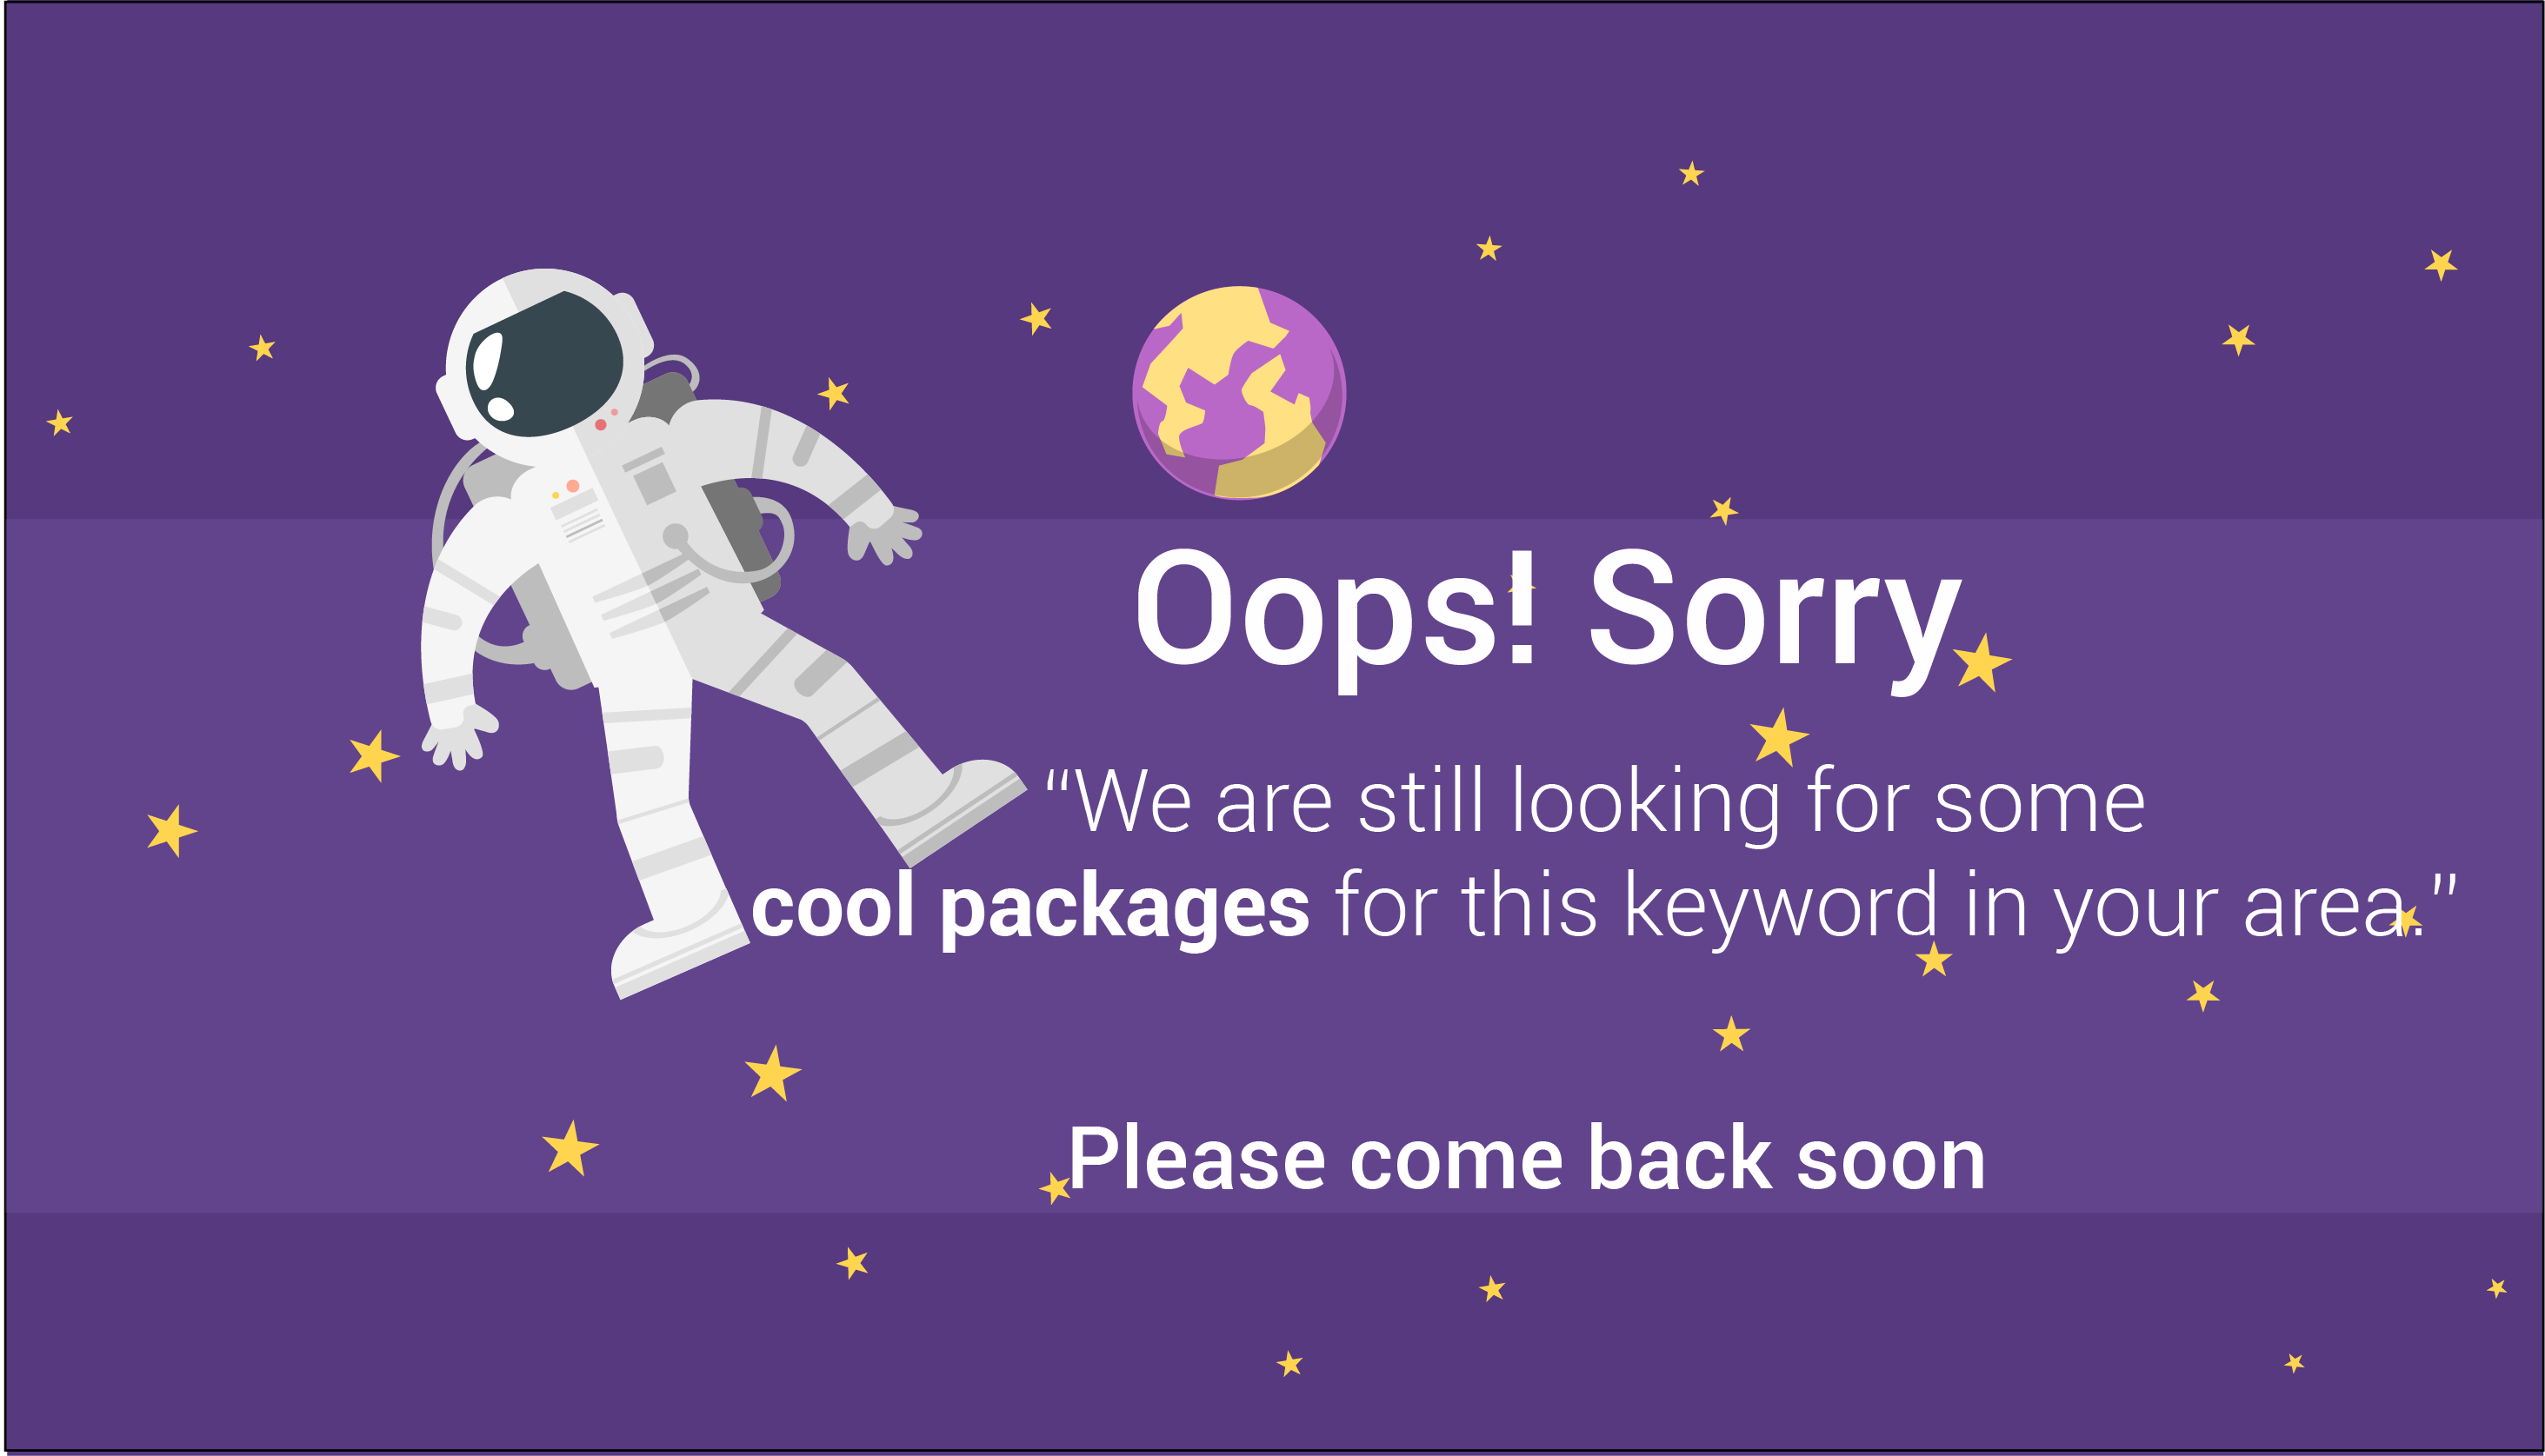 Oops! Sorry
“We are still looking for some
cool packages for this keyword in your area.”
Please come back soon